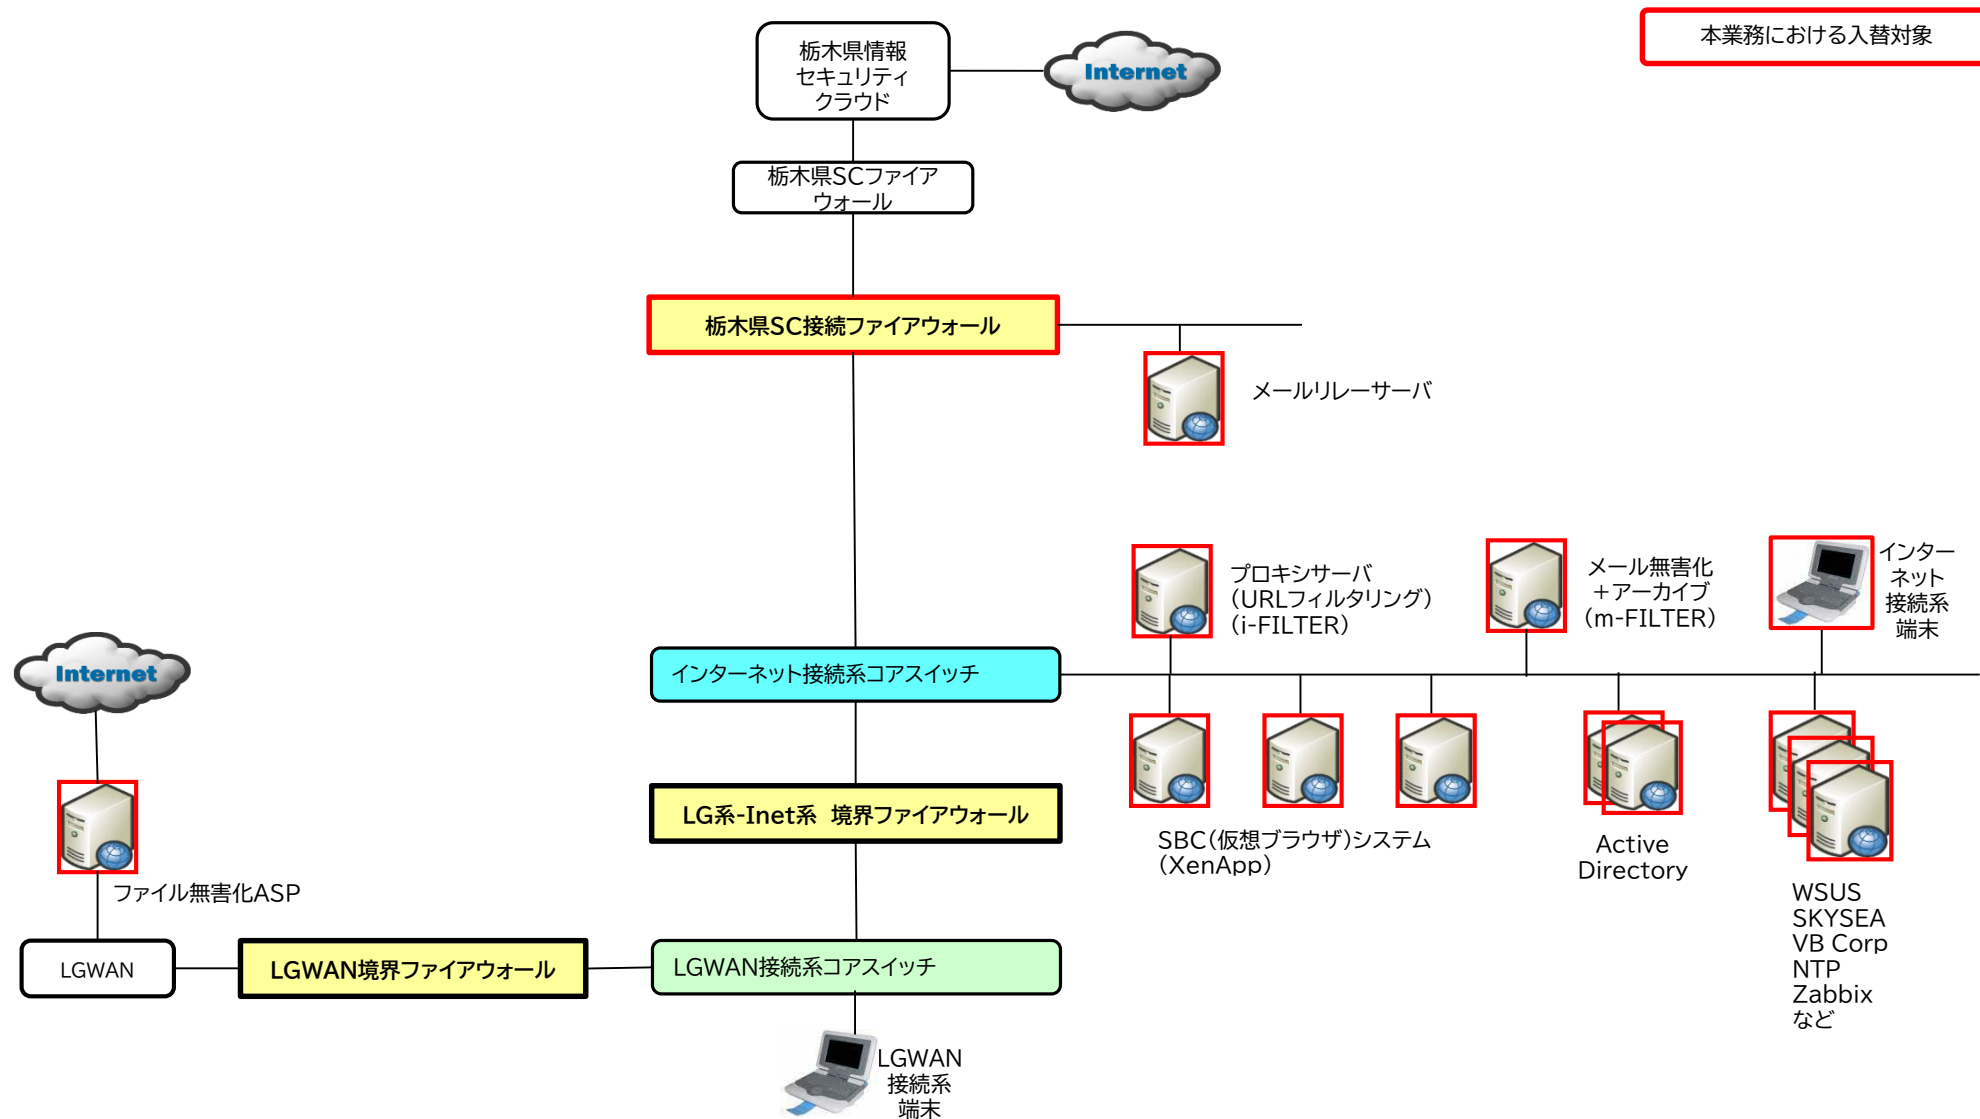 本業務における入替対象
栃木県情報
セキュリティ
クラウド
Internet
栃木県SCファイア
ウォール
栃木県SC接続ファイアウォール
メールリレーサーバ
プロキシサーバ
(URLフィルタリング)
(i-FILTER)
メール無害化
+アーカイブ
(m-FILTER)
インター
ネット
接続系
端末
Internet
インターネット接続系コアスイッチ
LG系-Inet系 境界ファイアウォール
SBC(仮想ブラウザ)システム
(XenApp)
Active
Directory
WSUS
SKYSEA
VB Corp
NTP
Zabbix
など
ファイル無害化ASP
LGWAN
LGWAN境界ファイアウォール
LGWAN接続系コアスイッチ
LGWAN
接続系
端末